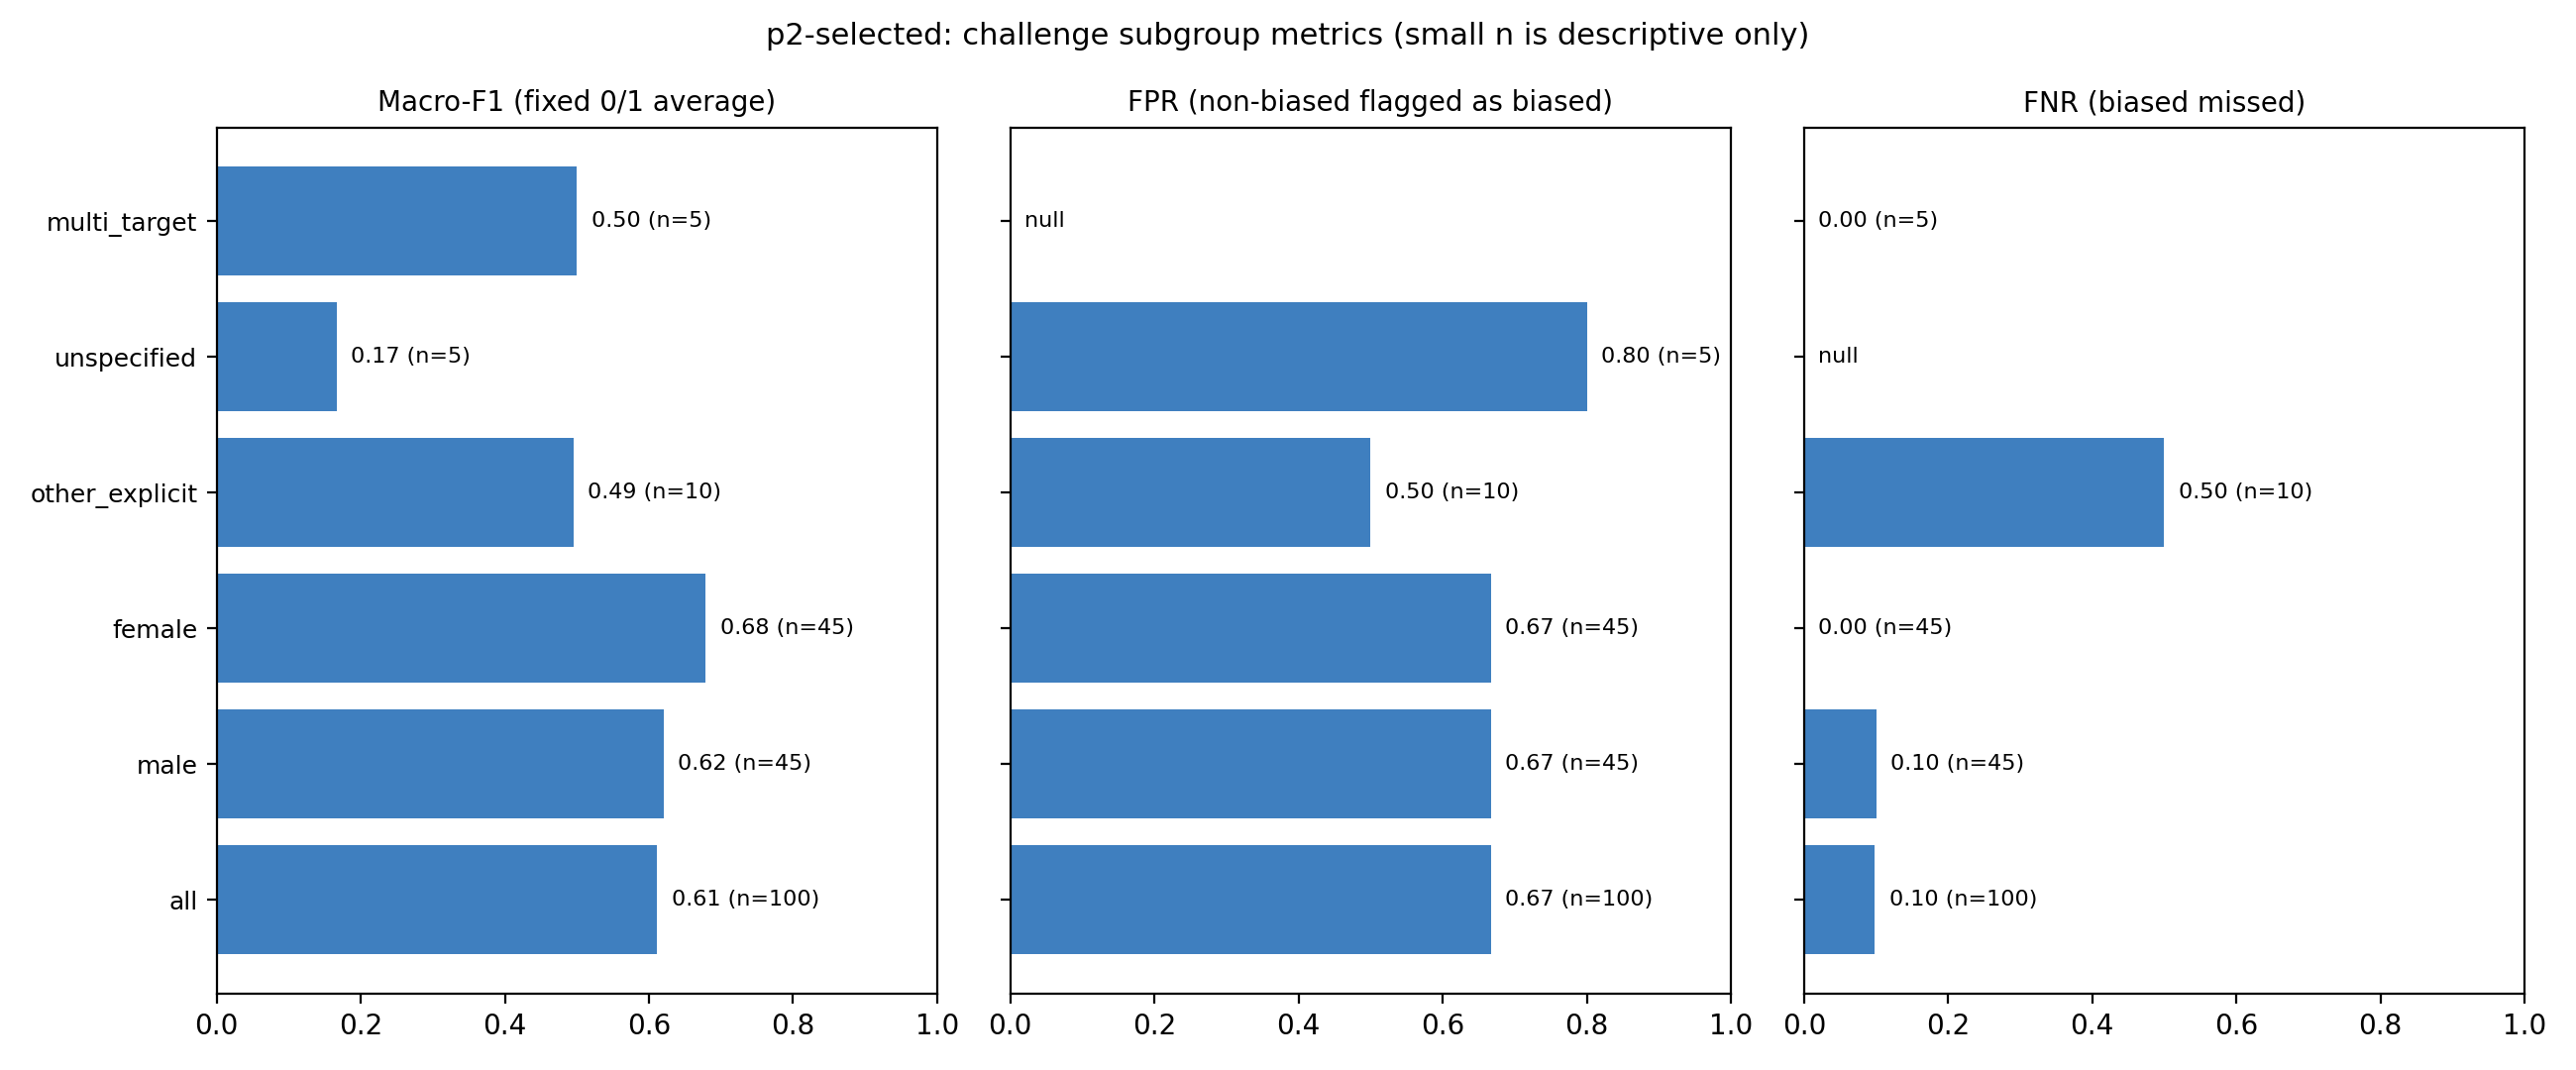 p2-selected: challenge subgroup metrics (small n is descriptive only)
Macro-F1 (fixed 0/1 average)
multi_target
0.50 (n=5)
unspecified
0.17 (n=5)
other_explicit
0.49 (n=10)
female
0.68 (n=45)
male
0.62 (n=45)
all
0.61 (n=100)
0.0 0.2 0.4 0.6 0.8 1.0
FPR (non-biased flagged as biased)
null
0.80 (n=5)
0.50 (n=10)
0.67 (n=45)
0.67 (n=45)
0.67 (n=100)
0.0 0.2 0.4 0.6 0.8 1.0
FNR (biased missed)
0.00 (n=5)
null
0.50 (n=10)
0.00 (n=45)
0.10 (n=45)
0.10 (n=100)
0.0 0.2 0.4 0.6 0.8 1.0